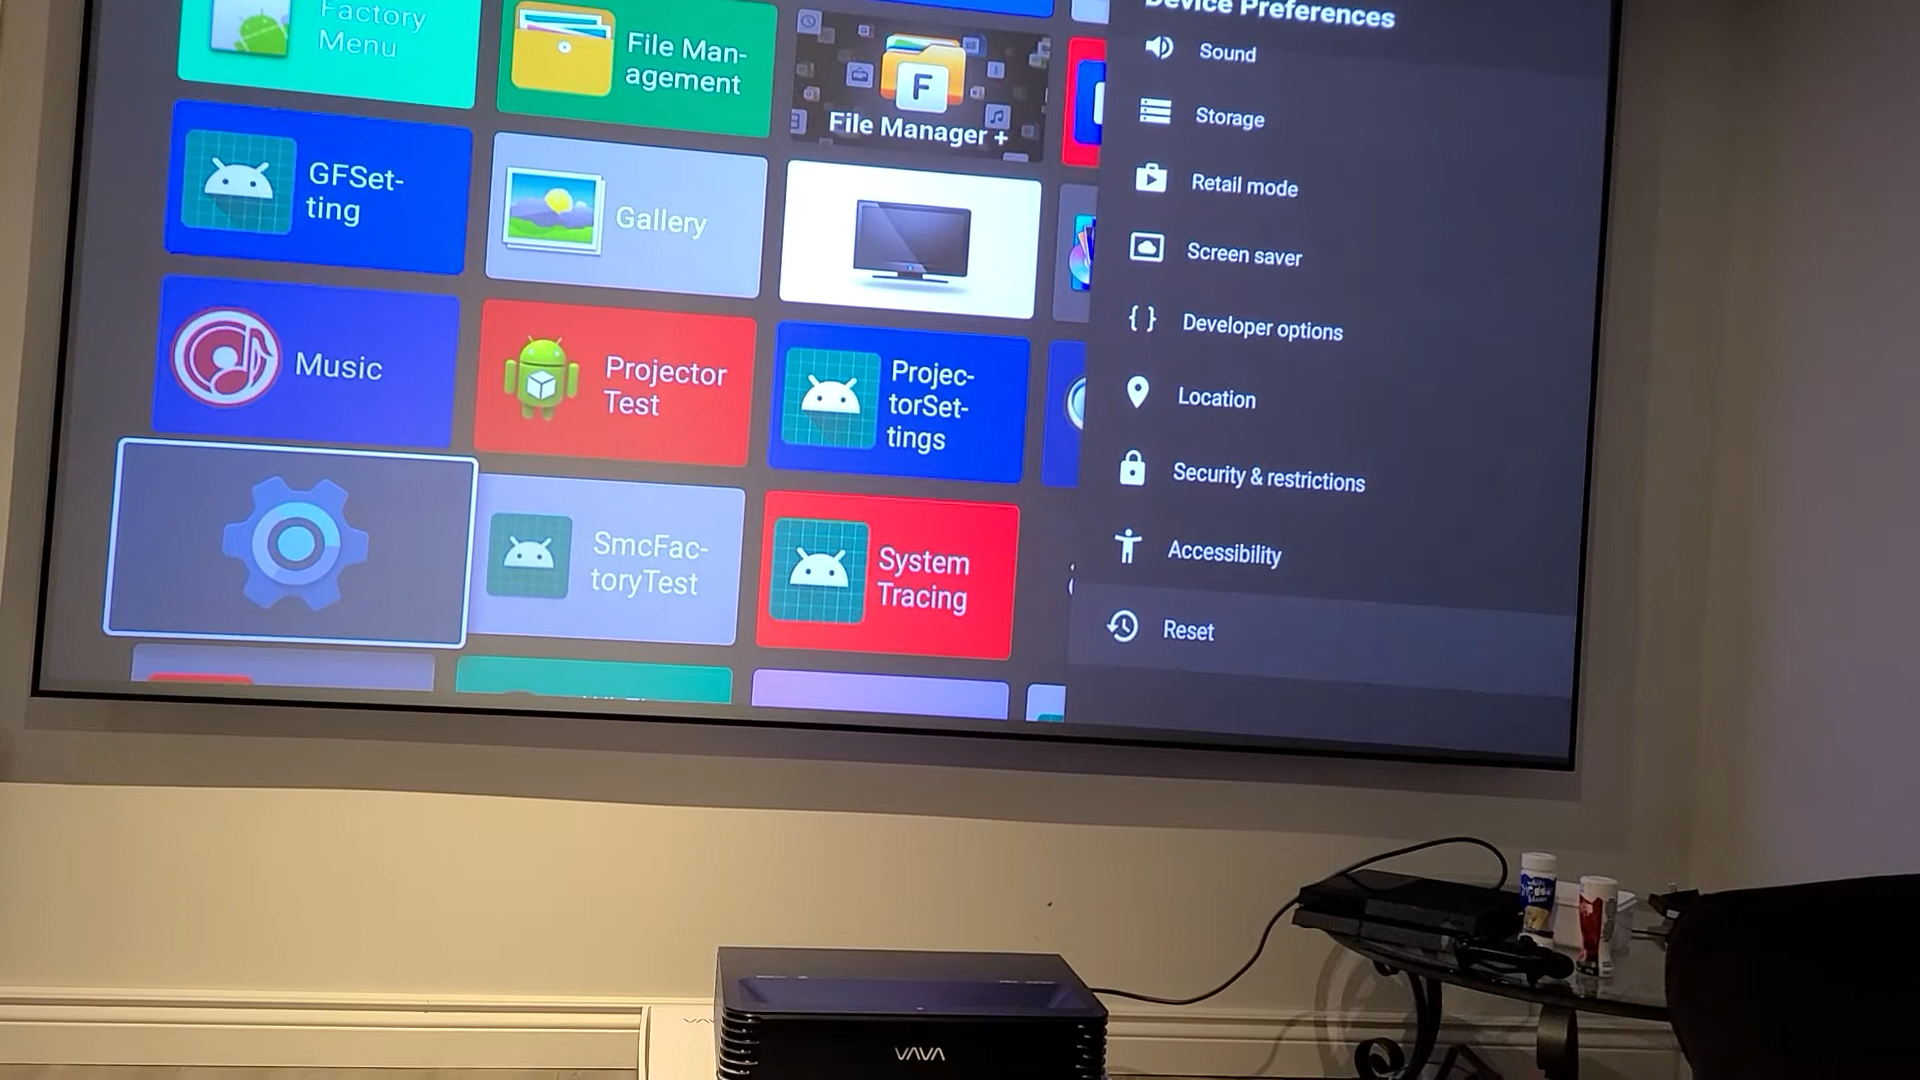 Factory
Menu
File Man-
agement
F
File Manager +
GFSet-
ting
Gallery
Music
Projector
Test
Projec-
torSet-
tings
SmcFac-
toryTest
System
Tracing
Device Preferences
Sound
Storage
Retail mode
Screen saver
{ } Developer options
Location
Security & restrictions
Accessibility
Reset
VAVA